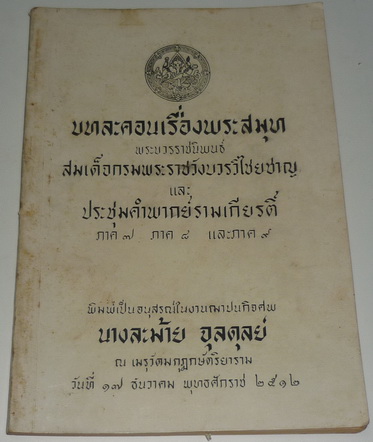 บทละคอนเรื่องพระสมุท
พระบวรราชนิพนธ์
สมเด็จกรมพระราชวังบวรวิไชยชาญ
และ
ประชุมคำพากย์รามเกียรติ์
ภาค ๗ ภาค ๘ และภาค ๙
พิมพ์เป็นอนุสรณ์ในงานฌาปนกิจศพ
นางละม้าย อุลดุลย์
ณ เมรุวัดมกุฏกษัตริยาราม
วันที่ ๑๗ ธันวาคม พุทธศักราช ๒๕๑๒